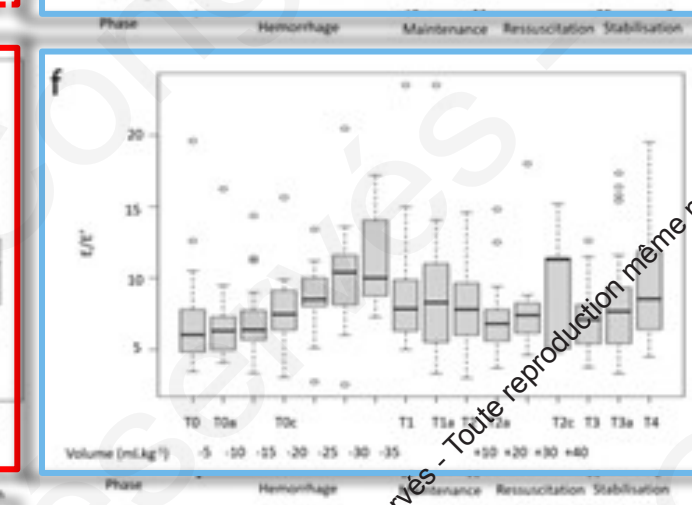 Phase Hemorrhage Maintenance Ressuscitation Stabilisation
f
20
15
10
5
T0 T0a T0c T1 T1a T2a T2c T3 T3a T4
Volume (mL.kg⁻¹) -5 -10 -15 -20 -25 -30 -35 +10 +20 +30 +40
Phase Hemorrhage Maintenance Ressuscitation Stabilisation
servés
rvés - Toute reproduction même